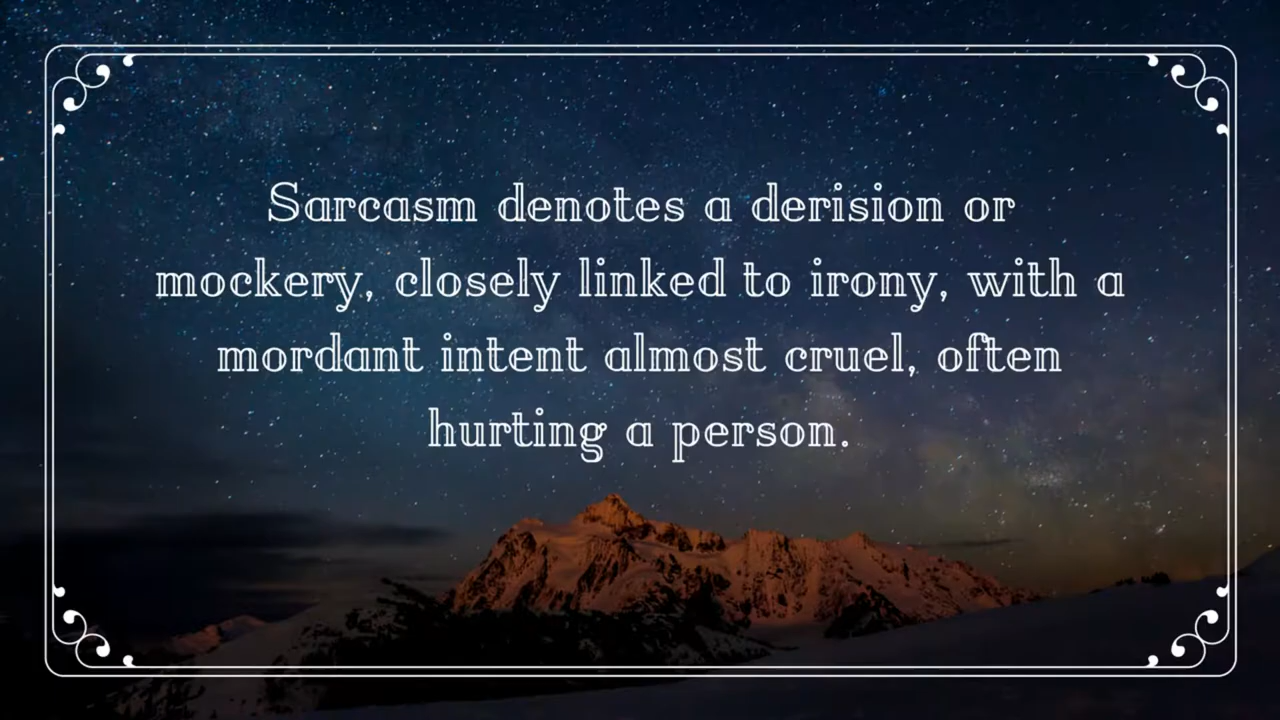 Sarcasm denotes a derision or
mockery, closely linked to irony, with a
mordant intent almost cruel, often
hurting a person.